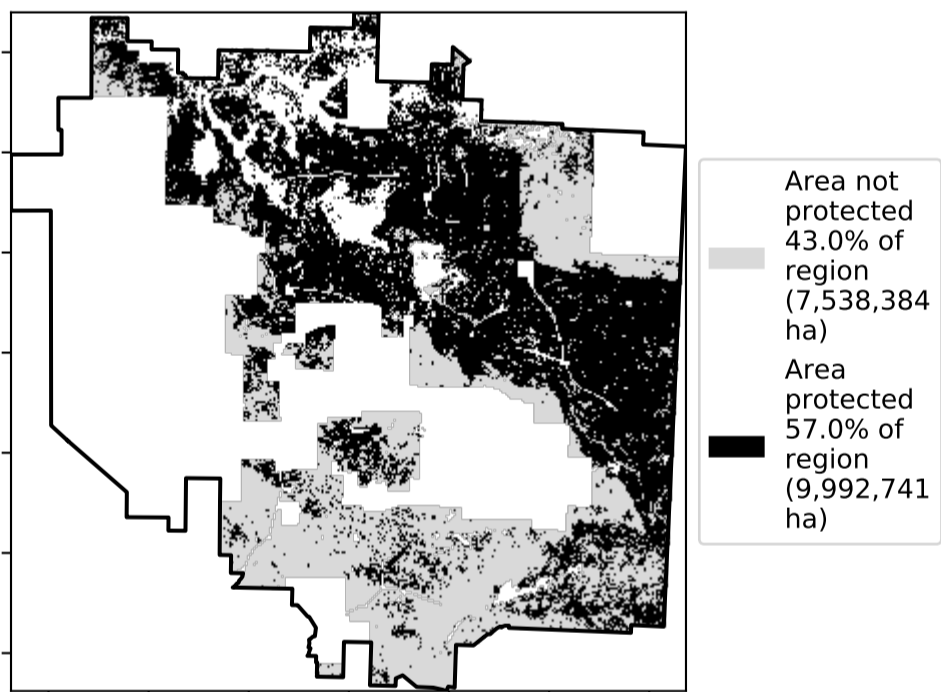 Area not
protected
43.0% of
region
(7,538,384
ha)
Area
protected
57.0% of
region
(9,992,741
ha)